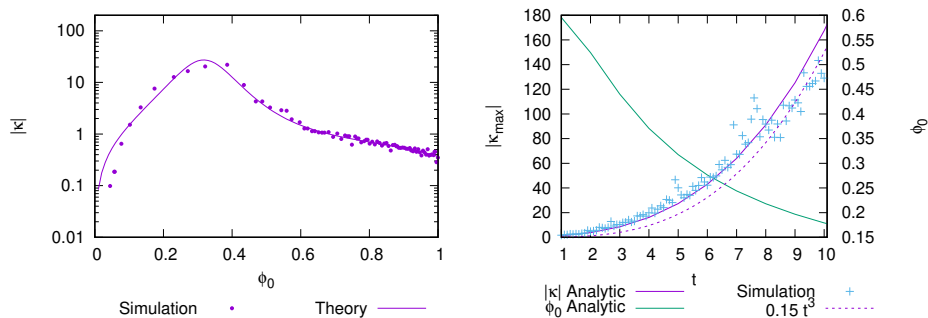 100
10
1
0.1
0.01
|κ|
0 0.2 0.4 0.6 0.8 1
ϕ0
Simulation Theory
180
160
140
120
100
80
60
40
20
0
|κmax|
0.6
0.55
0.5
0.45
0.4
0.35
0.3
0.25
0.2
0.15
ϕ0
1 2 3 4 5 6 7 8 9 10
t
|κ| Analytic Simulation
ϕ0 Analytic 0.15 t³